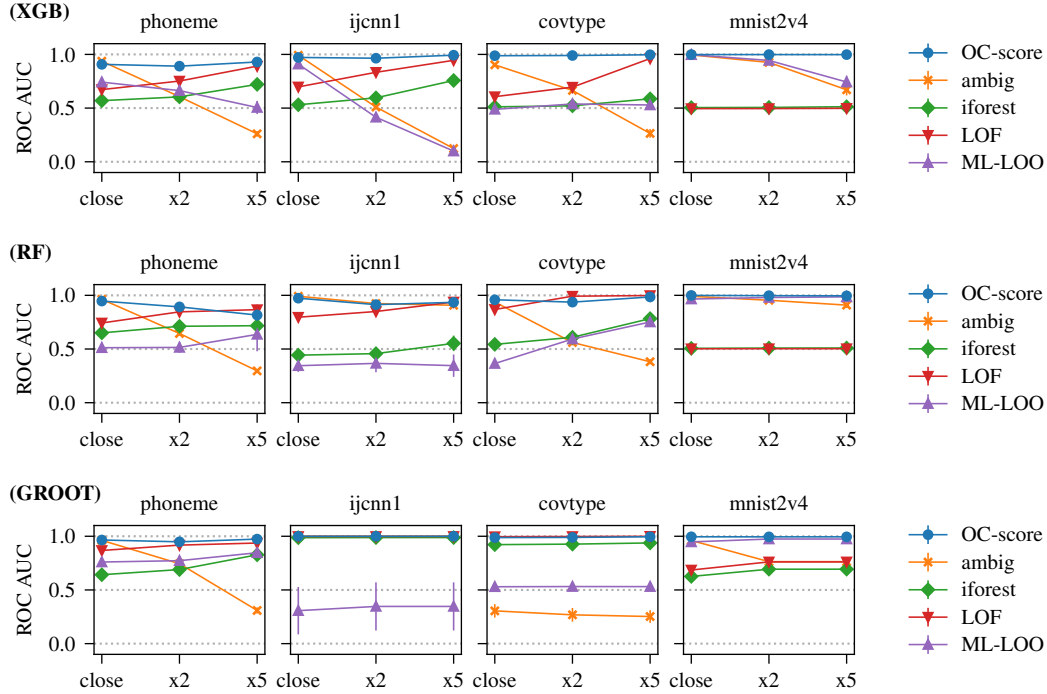 (XGB)
phoneme
ijcnn1
covtype
mnist2v4
ROC AUC
1.0
0.5
0.0
close x2 x5
close x2 x5
close x2 x5
close x2 x5
OC-score
ambig
iforest
LOF
ML-LOO
(RF)
phoneme
ijcnn1
covtype
mnist2v4
ROC AUC
1.0
0.5
0.0
close x2 x5
close x2 x5
close x2 x5
close x2 x5
OC-score
ambig
iforest
LOF
ML-LOO
(GROOT)
phoneme
ijcnn1
covtype
mnist2v4
ROC AUC
1.0
0.5
0.0
close x2 x5
close x2 x5
close x2 x5
close x2 x5
OC-score
ambig
iforest
LOF
ML-LOO